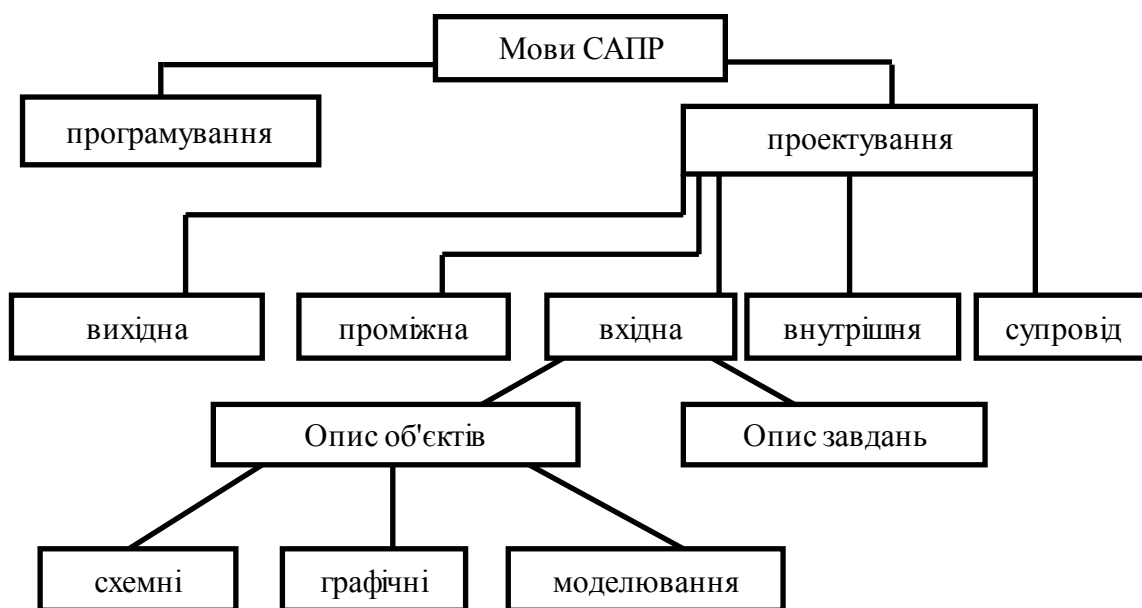 Мови САПР
програмування
проектування
вихідна
проміжна
вхідна
внутрішня
супровід
Опис об'єктів
Опис завдань
схемні
графічні
моделювання